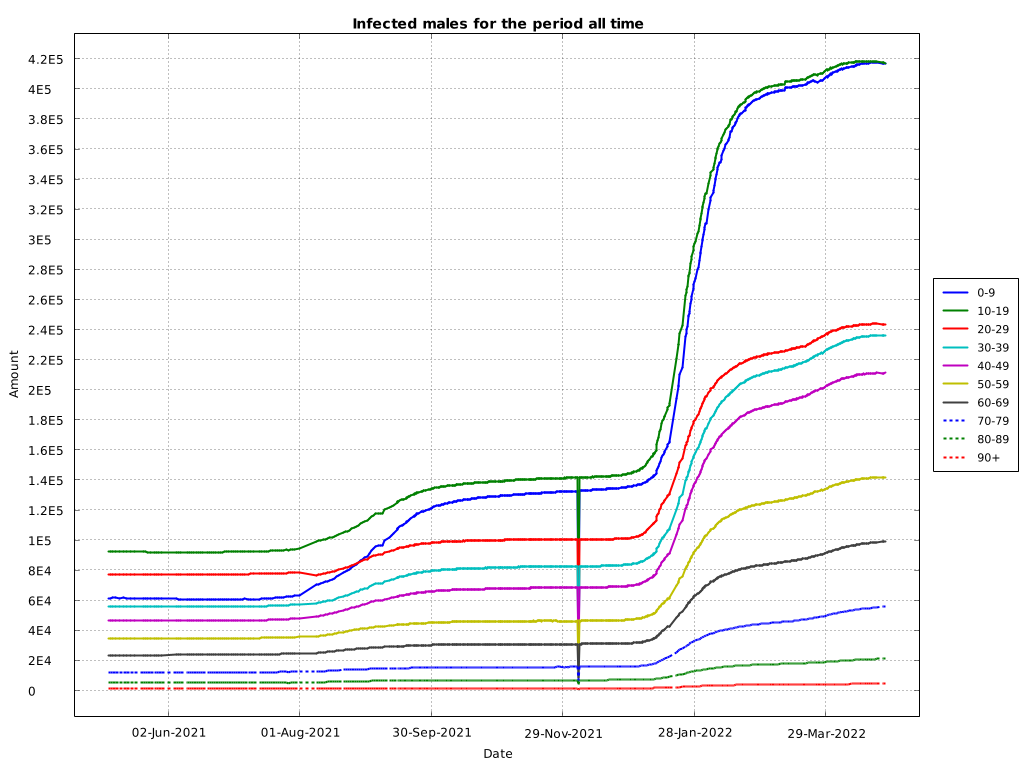 Infected males for the period all time
4.2E5
4E5
3.8E5
3.6E5
3.4E5
3.2E5
3E5
2.8E5
2.6E5
2.4E5
2.2E5
2E5
1.8E5
1.6E5
1.4E5
1.2E5
1E5
8E4
6E4
4E4
2E4
0
Amount
02-Jun-2021
01-Aug-2021
30-Sep-2021
29-Nov-2021
28-Jan-2022
29-Mar-2022
Date
0-9
10-19
20-29
30-39
40-49
50-59
60-69
70-79
80-89
90+